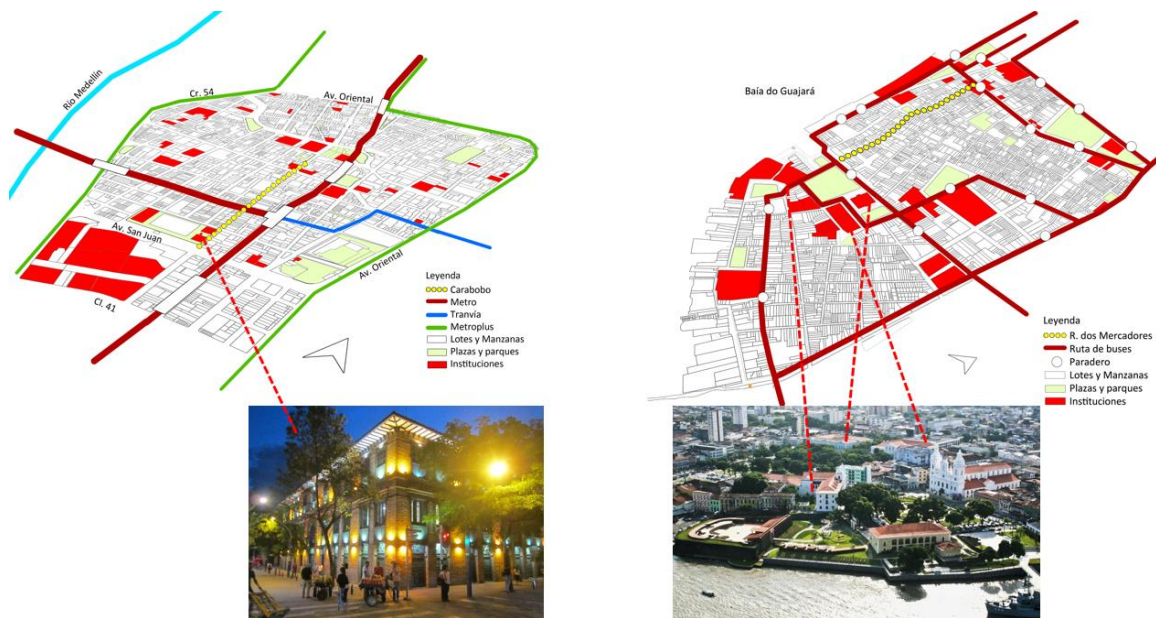 Río Medellín
Cr. 54
Av. Oriental
Av. San Juan
Av. Oriental
Cl. 41
Leyenda
Carabobo
Metro
Tranvía
Metroplus
Lotes y Manzanas
Plazas y parques
Instituciones
Baía do Guajará
Leyenda
R. dos Mercadores
Ruta de buses
Paradero
Lotes y Manzanas
Plazas y parques
Instituciones